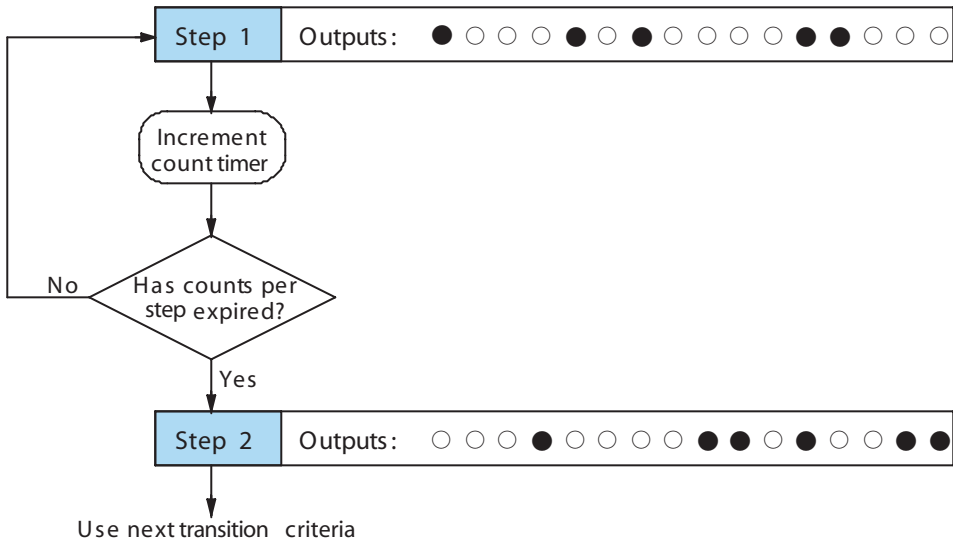 Step 1 Outputs:
Increment
count timer
Has counts per
step expired?
No
Yes
Step 2 Outputs:
Use next transition criteria